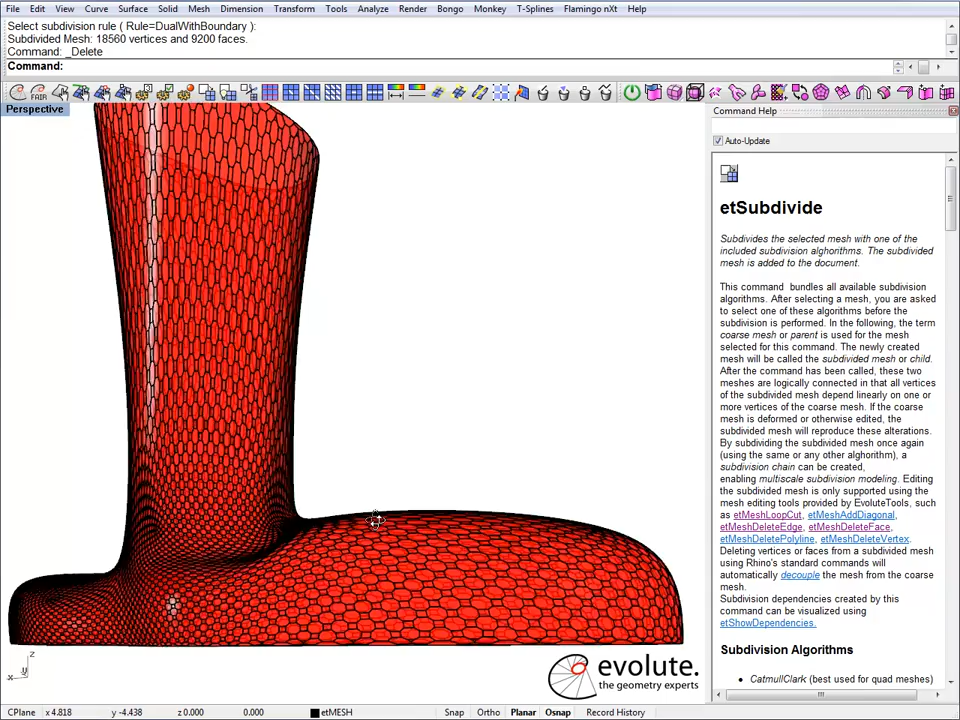 File Edit View Curve Surface Solid Mesh Dimension Transform Tools Analyze Render Bongo Monkey T-Splines Flamingo nXt Help
Select subdivision rule ( Rule=DualWithBoundary ):
Subdivided Mesh: 18560 vertices and 9200 faces.
Command: _Delete
Command:
FAIR
Perspective
Command Help
Auto-Update
etSubdivide
Subdivides the selected mesh with one of the
included subdivision alghorithms. The subdivided
mesh is added to the document.
This command bundles all available subdivision
algorithms. After selecting a mesh, you are asked
to select one of these algorithms before the
subdivision is performed. In the following, the term
coarse mesh or parent is used for the mesh
selected for this command. The newly created
mesh will be called the subdivided mesh or child.
After the command has been called, these two
meshes are logically connected in that all vertices
of the subdivided mesh depend linearly on one or
more vertices of the coarse mesh. If the coarse
mesh is deformed or otherwise edited, the
subdivided mesh will reproduce these alterations.
By subdividing the subdivided mesh once again
(using the same or any other alghorithm), a
subdivision chain can be created,
enabling multiscale subdivision modeling. Editing
the subdivided mesh is only supported using the
mesh editing tools provided by EvoluteTools, such
as etMeshLoopCut, etMeshAddDiagonal,
etMeshDeleteEdge, etMeshDeleteFace,
etMeshDeletePolyline, etMeshDeleteVertex.
Deleting vertices or faces from a subdivided mesh
using Rhino's standard commands will
automatically decouple the mesh from the coarse
mesh.
Subdivision dependencies created by this
command can be visualized using
etShowDependencies.
Subdivision Algorithms
• CatmullClark (best used for quad meshes)
z
y
x
evolute.
the geometry experts
CPlane x 4.818 y -4.438 z 0.000 0.000 etMESH Snap Ortho Planar Osnap Record History